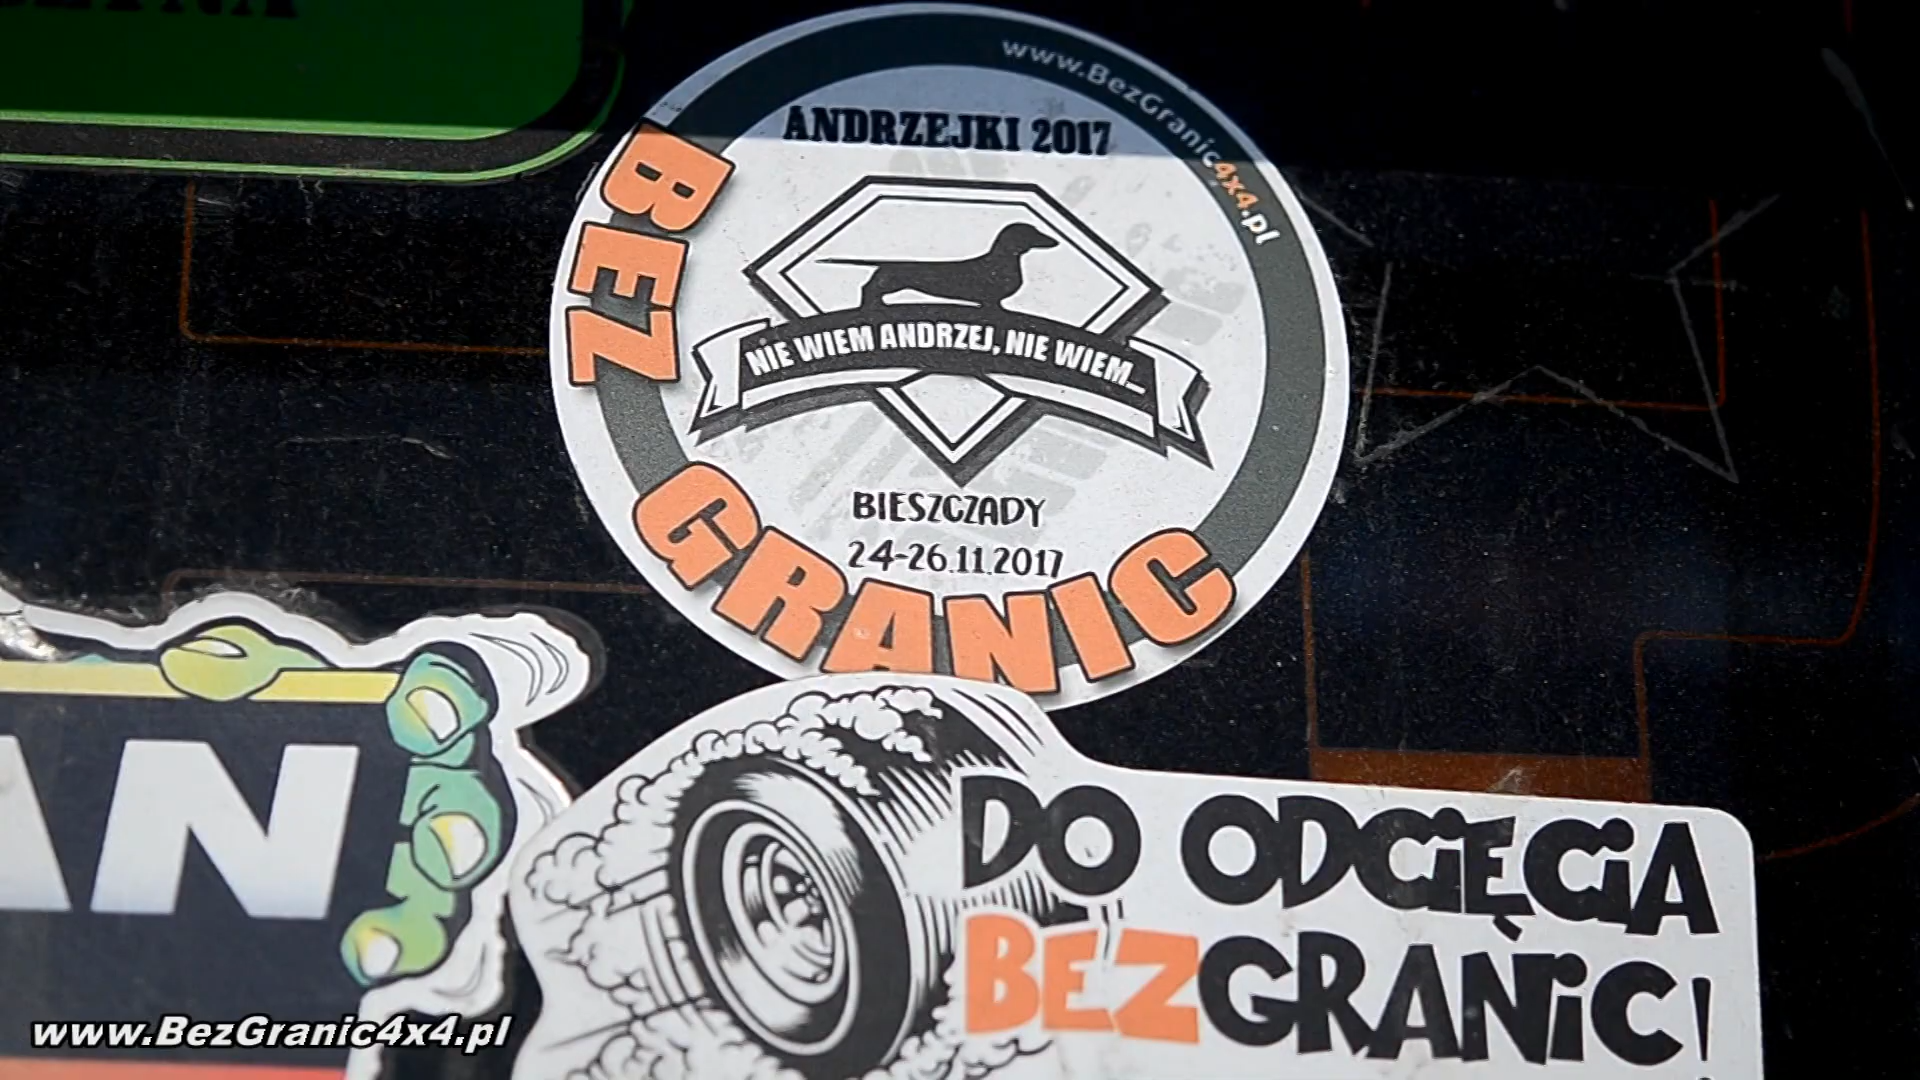 www.BezGranic4x4.pl
ANDRZEJKI 2017
BEZ GRANIC
NIE WIEM ANDRZEJ, NIE WIEM...
BIESZCZADY
24-26.11.2017
DO ODCIĘCIA
BEZGRANIC!
AN
www.BezGranic4x4.pl